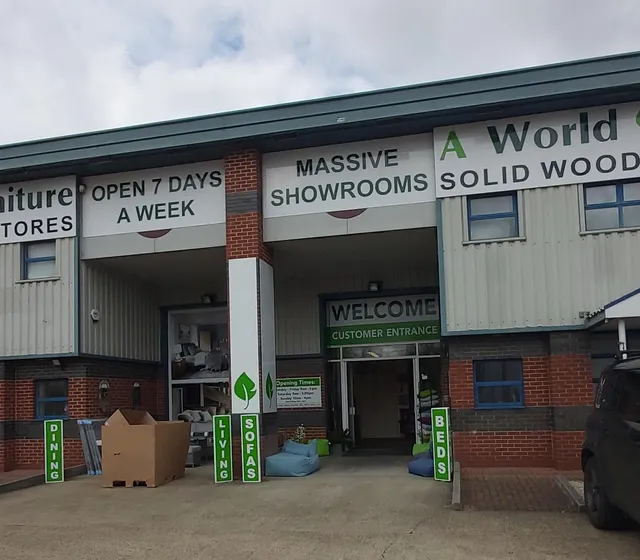 niture
TORES
OPEN 7 DAYS
A WEEK
MASSIVE
SHOWROOMS
A World
SOLID WOOD
WELCOME
CUSTOMER ENTRANCE
Opening Times:
DINING
LIVING
SOFAS
BEDS